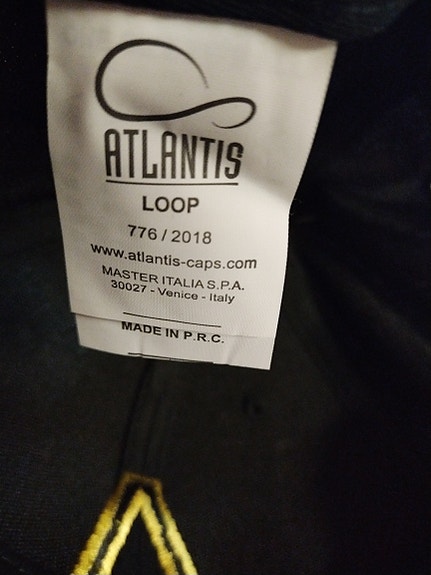 ATLANTIS
LOOP
776 / 2018
www.atlantis-caps.com
MASTER ITALIA S.P.A.
30027 - Venice - Italy
MADE IN P.R.C.